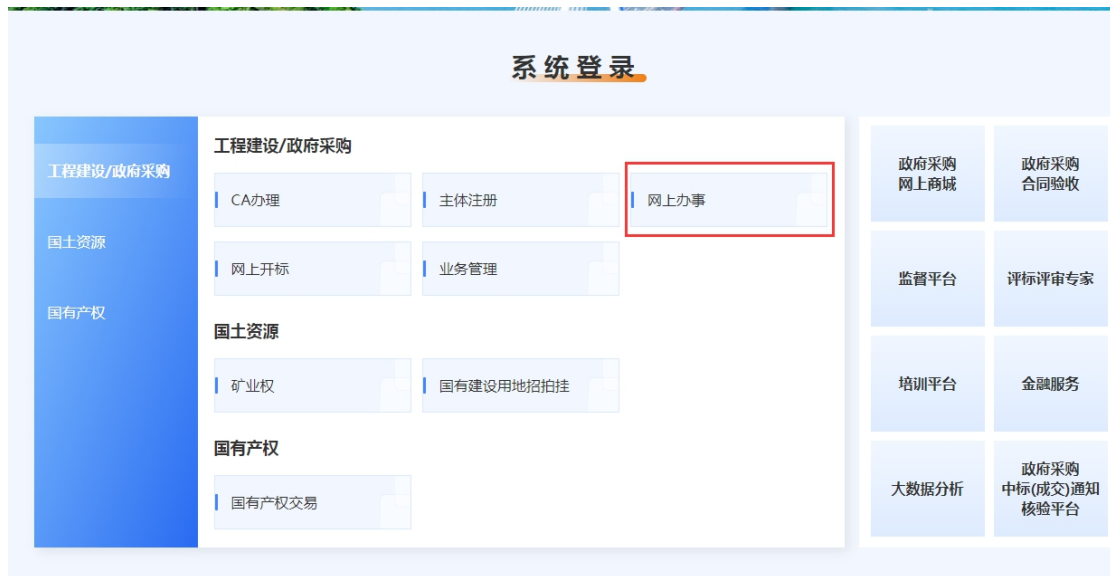 系统登录
工程建设/政府采购
国土资源
国有产权
工程建设/政府采购
CA办理
主体注册
网上办事
网上开标
业务管理
国土资源
矿业权
国有建设用地招拍挂
国有产权
国有产权交易
政府采购
网上商城
政府采购
合同验收
监督平台
评标评审专家
培训平台
金融服务
大数据分析
政府采购
中标(成交)通知
核验平台